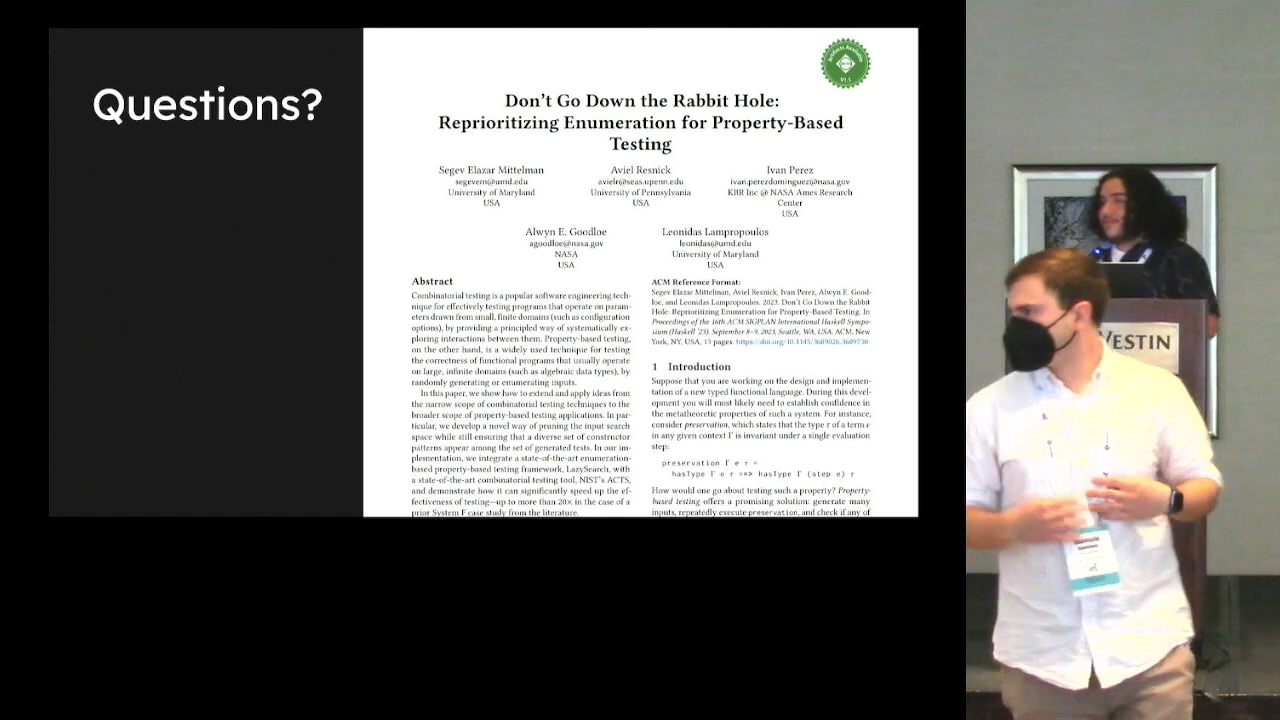 Questions?
Artifacts Available
V1.1
Don't Go Down the Rabbit Hole:
Reprioritizing Enumeration for Property-Based
Testing
Segev Elazar Mittelman
segevem@umd.edu
University of Maryland
USA
Aviel Resnick
avielr@seas.upenn.edu
University of Pennsylvania
USA
Ivan Perez
ivan.perezdominguez@nasa.gov
KBR Inc @ NASA Ames Research
Center
USA
Alwyn E. Goodloe
agoodloe@nasa.gov
NASA
USA
Leonidas Lampropoulos
leonidas@umd.edu
University of Maryland
USA
Abstract
Combinatorial testing is a popular software engineering tech-
nique for effectively testing programs that operate on param-
eters drawn from small, finite domains (such as configuration
options), by providing a principled way of systematically ex-
ploring interactions between them. Property-based testing,
on the other hand, is a widely used technique for testing
the correctness of functional programs that usually operate
on large, infinite domains (such as algebraic data types), by
randomly generating or enumerating inputs.
In this paper, we show how to extend and apply ideas from
the narrow scope of combinatorial testing techniques to the
broader scope of property-based testing applications. In par-
ticular, we develop a novel way of pruning the input search
space while still ensuring that a diverse set of constructor
patterns appear among the set of generated tests. In our im-
plementation, we integrate a state-of-the-art enumeration-
based property-based testing framework, LazySearch, with
a state-of-the-art combinatorial testing tool, NIST's ACTS,
and demonstrate how it can significantly speed up the ef-
fectiveness of testing—up to more than 20x in the case of a
prior System F case study from the literature.
ACM Reference Format:
Segev Elazar Mittelman, Aviel Resnick, Ivan Perez, Alwyn E. Good-
loe, and Leonidas Lampropoulos. 2023. Don't Go Down the Rabbit
Hole: Reprioritizing Enumeration for Property-Based Testing. In
Proceedings of the 16th ACM SIGPLAN International Haskell Sympo-
sium (Haskell '23), September 8–9, 2023, Seattle, WA, USA. ACM, New
York, NY, USA, 13 pages. https://doi.org/10.1145/3609026.3609730
1 Introduction
Suppose that you are working on the design and implemen-
tation of a new typed functional language. During this devel-
opment you will most likely need to establish confidence in
the metatheoretic properties of such a system. For instance,
consider preservation, which states that the type τ of a term e
in any given context Γ is invariant under a single evaluation
step:
preservation Γ e τ =
hasType Γ e τ ==> hasType Γ (step e) τ
How would one go about testing such a property? Property-
based testing offers a promising solution: generate many
inputs, repeatedly execute preservation, and check if any of
WESTIN